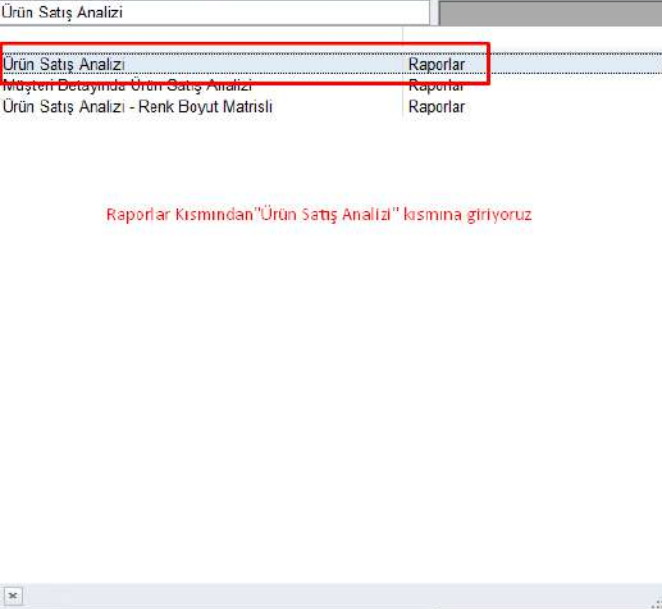 Ürün Satış Analizi
Ürün Satış Analizi Raporlar
Müşteri Detayında Ürün Satış Analizi Raporlar
Ürün Satış Analizi - Renk Boyut Matrisli Raporlar
Raporlar Kısmından"Ürün Satış Analizi" kısmına giriyoruz